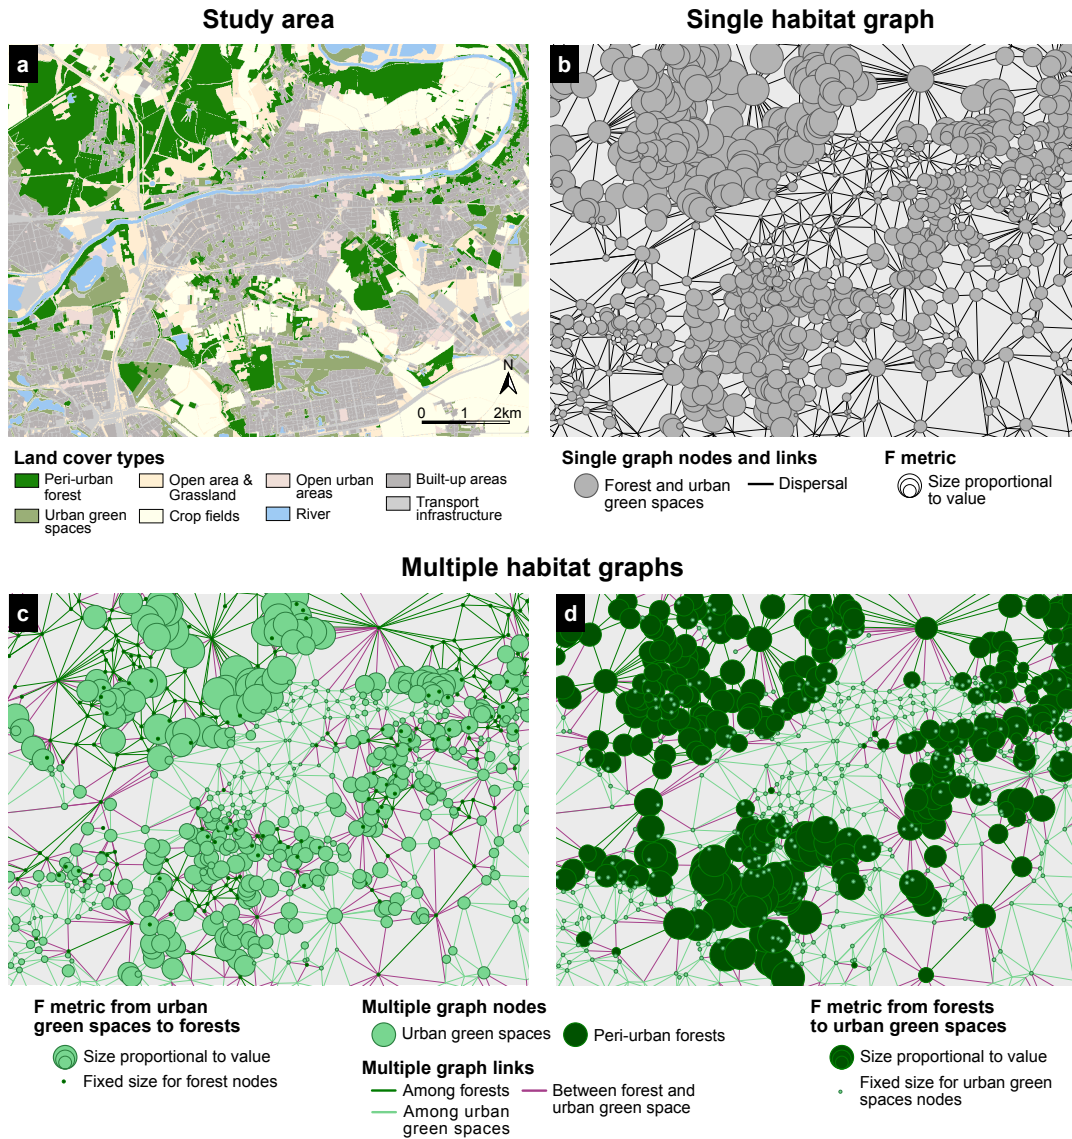 Study area
Single habitat graph
a
b
N
0 1 2km
Land cover types
Peri-urban
forest
Open area &
Grassland
Open urban
areas
Built-up areas
Urban green
spaces
Crop fields
River
Transport
infrastructure
Single graph nodes and links
Forest and urban
green spaces
Dispersal
F metric
Size proportional
to value
Multiple habitat graphs
c
d
F metric from urban
green spaces to forests
Size proportional to value
Fixed size for forest nodes
Multiple graph nodes
Urban green spaces
Peri-urban forests
Multiple graph links
Among forests
Among urban
green spaces
Between forest and
urban green space
F metric from forests
to urban green spaces
Size proportional to value
Fixed size for urban green
spaces nodes